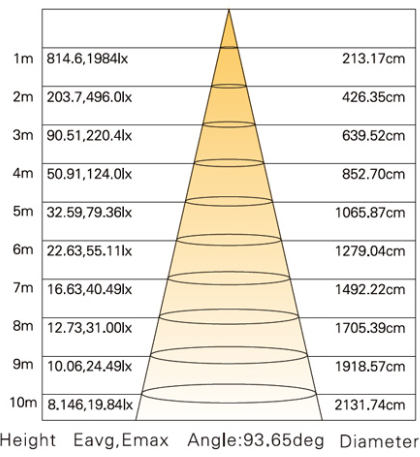 1m 814.6,1984lx 213.17cm
2m 203.7,496.0lx 426.35cm
3m 90.51,220.4lx 639.52cm
4m 50.91,124.0lx 852.70cm
5m 32.59,79.36lx 1065.87cm
6m 22.63,55.11lx 1279.04cm
7m 16.63,40.49lx 1492.22cm
8m 12.73,31.00lx 1705.39cm
9m 10.06,24.49lx 1918.57cm
10m 8.146,19.84lx 2131.74cm
Height Eavg,Emax Angle:93.65deg Diameter